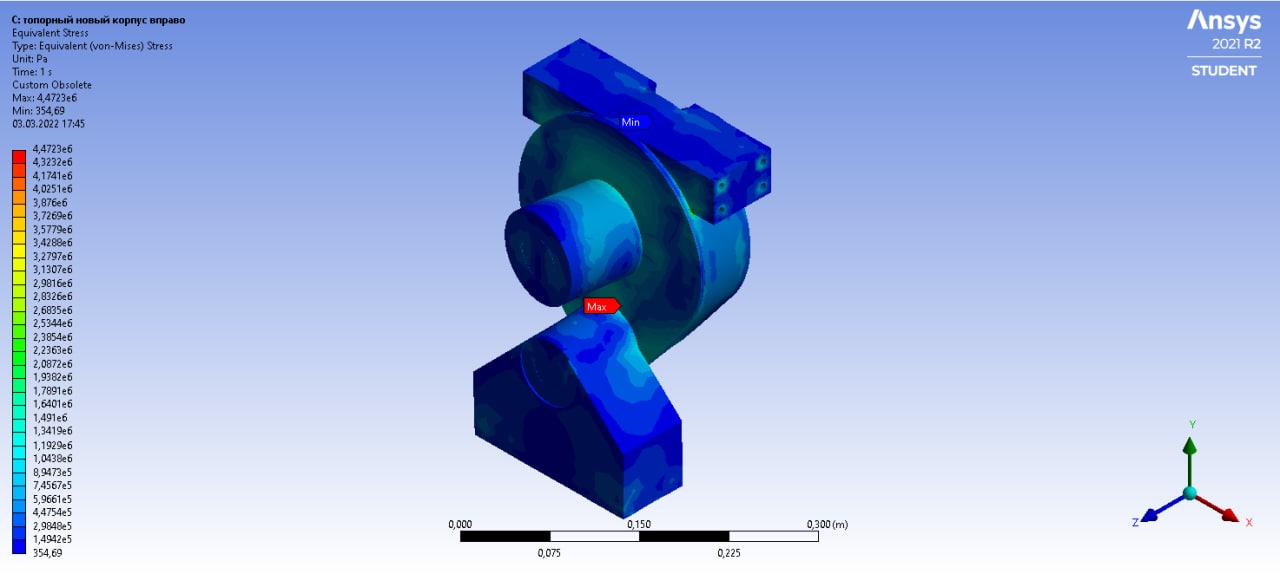 C: топорный новый корпус вправо
Equivalent Stress
Type: Equivalent (von-Mises) Stress
Unit: Pa
Time: 1 s
Custom Obsolete
Max: 4,4723e6
Min: 354,69
03.03.2022 17:45
4,4723e6
4,3232e6
4,1741e6
4,0251e6
3,876e6
3,7269e6
3,5779e6
3,4288e6
3,2797e6
3,1307e6
2,9816e6
2,8326e6
2,6835e6
2,5344e6
2,3854e6
2,2363e6
2,0872e6
1,9382e6
1,7891e6
1,6401e6
1,491e6
1,3419e6
1,1929e6
1,0438e6
8,9473e5
7,4567e5
5,9661e5
4,4754e5
2,9848e5
1,4942e5
354,69
Ansys
2021 R2
STUDENT
Min
Max
0,000
0,150
0,300 (m)
0,075
0,225
Y
Z
X